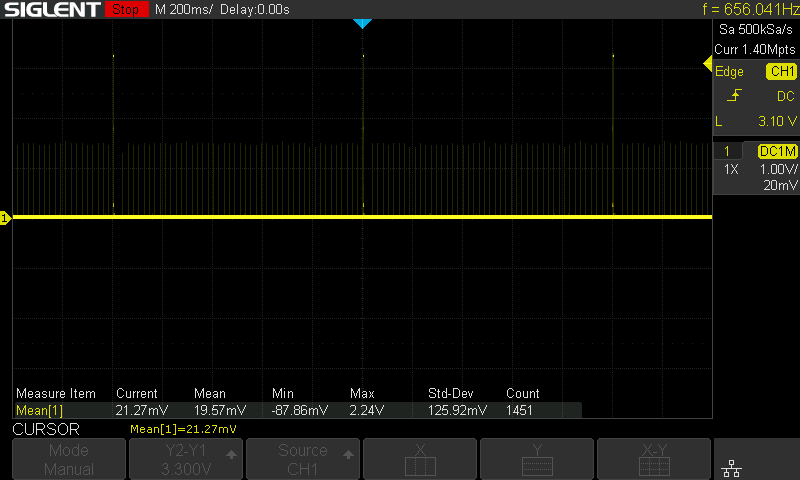 SIGLENT Stop M 200ms/ Delay:0.00s f = 656.041Hz
Sa 500kSa/s
Curr 1.40Mpts
Edge CH1
DC
L 3.10 V
1 DC1M
1X 1.00V/
20mV
1
Measure Item Current Mean Min Max Std-Dev Count
Mean[1] 21.27mV 19.57mV -87.86mV 2.24V 125.92mV 1451
CURSOR Mean[1]=21.27mV
Mode Y2-Y1 Source X Y X-Y
Manual 3.300V CH1